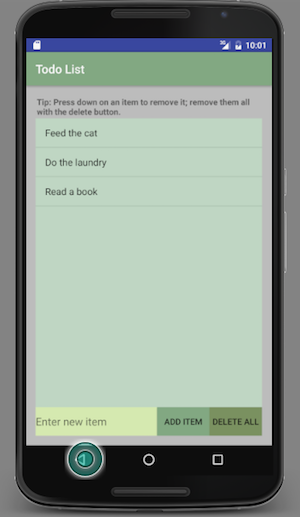 10:01
Todo List
Tip: Press down on an item to remove it; remove them all
with the delete button.
Feed the cat
Do the laundry
Read a book
Enter new item ADD ITEM DELETE ALL